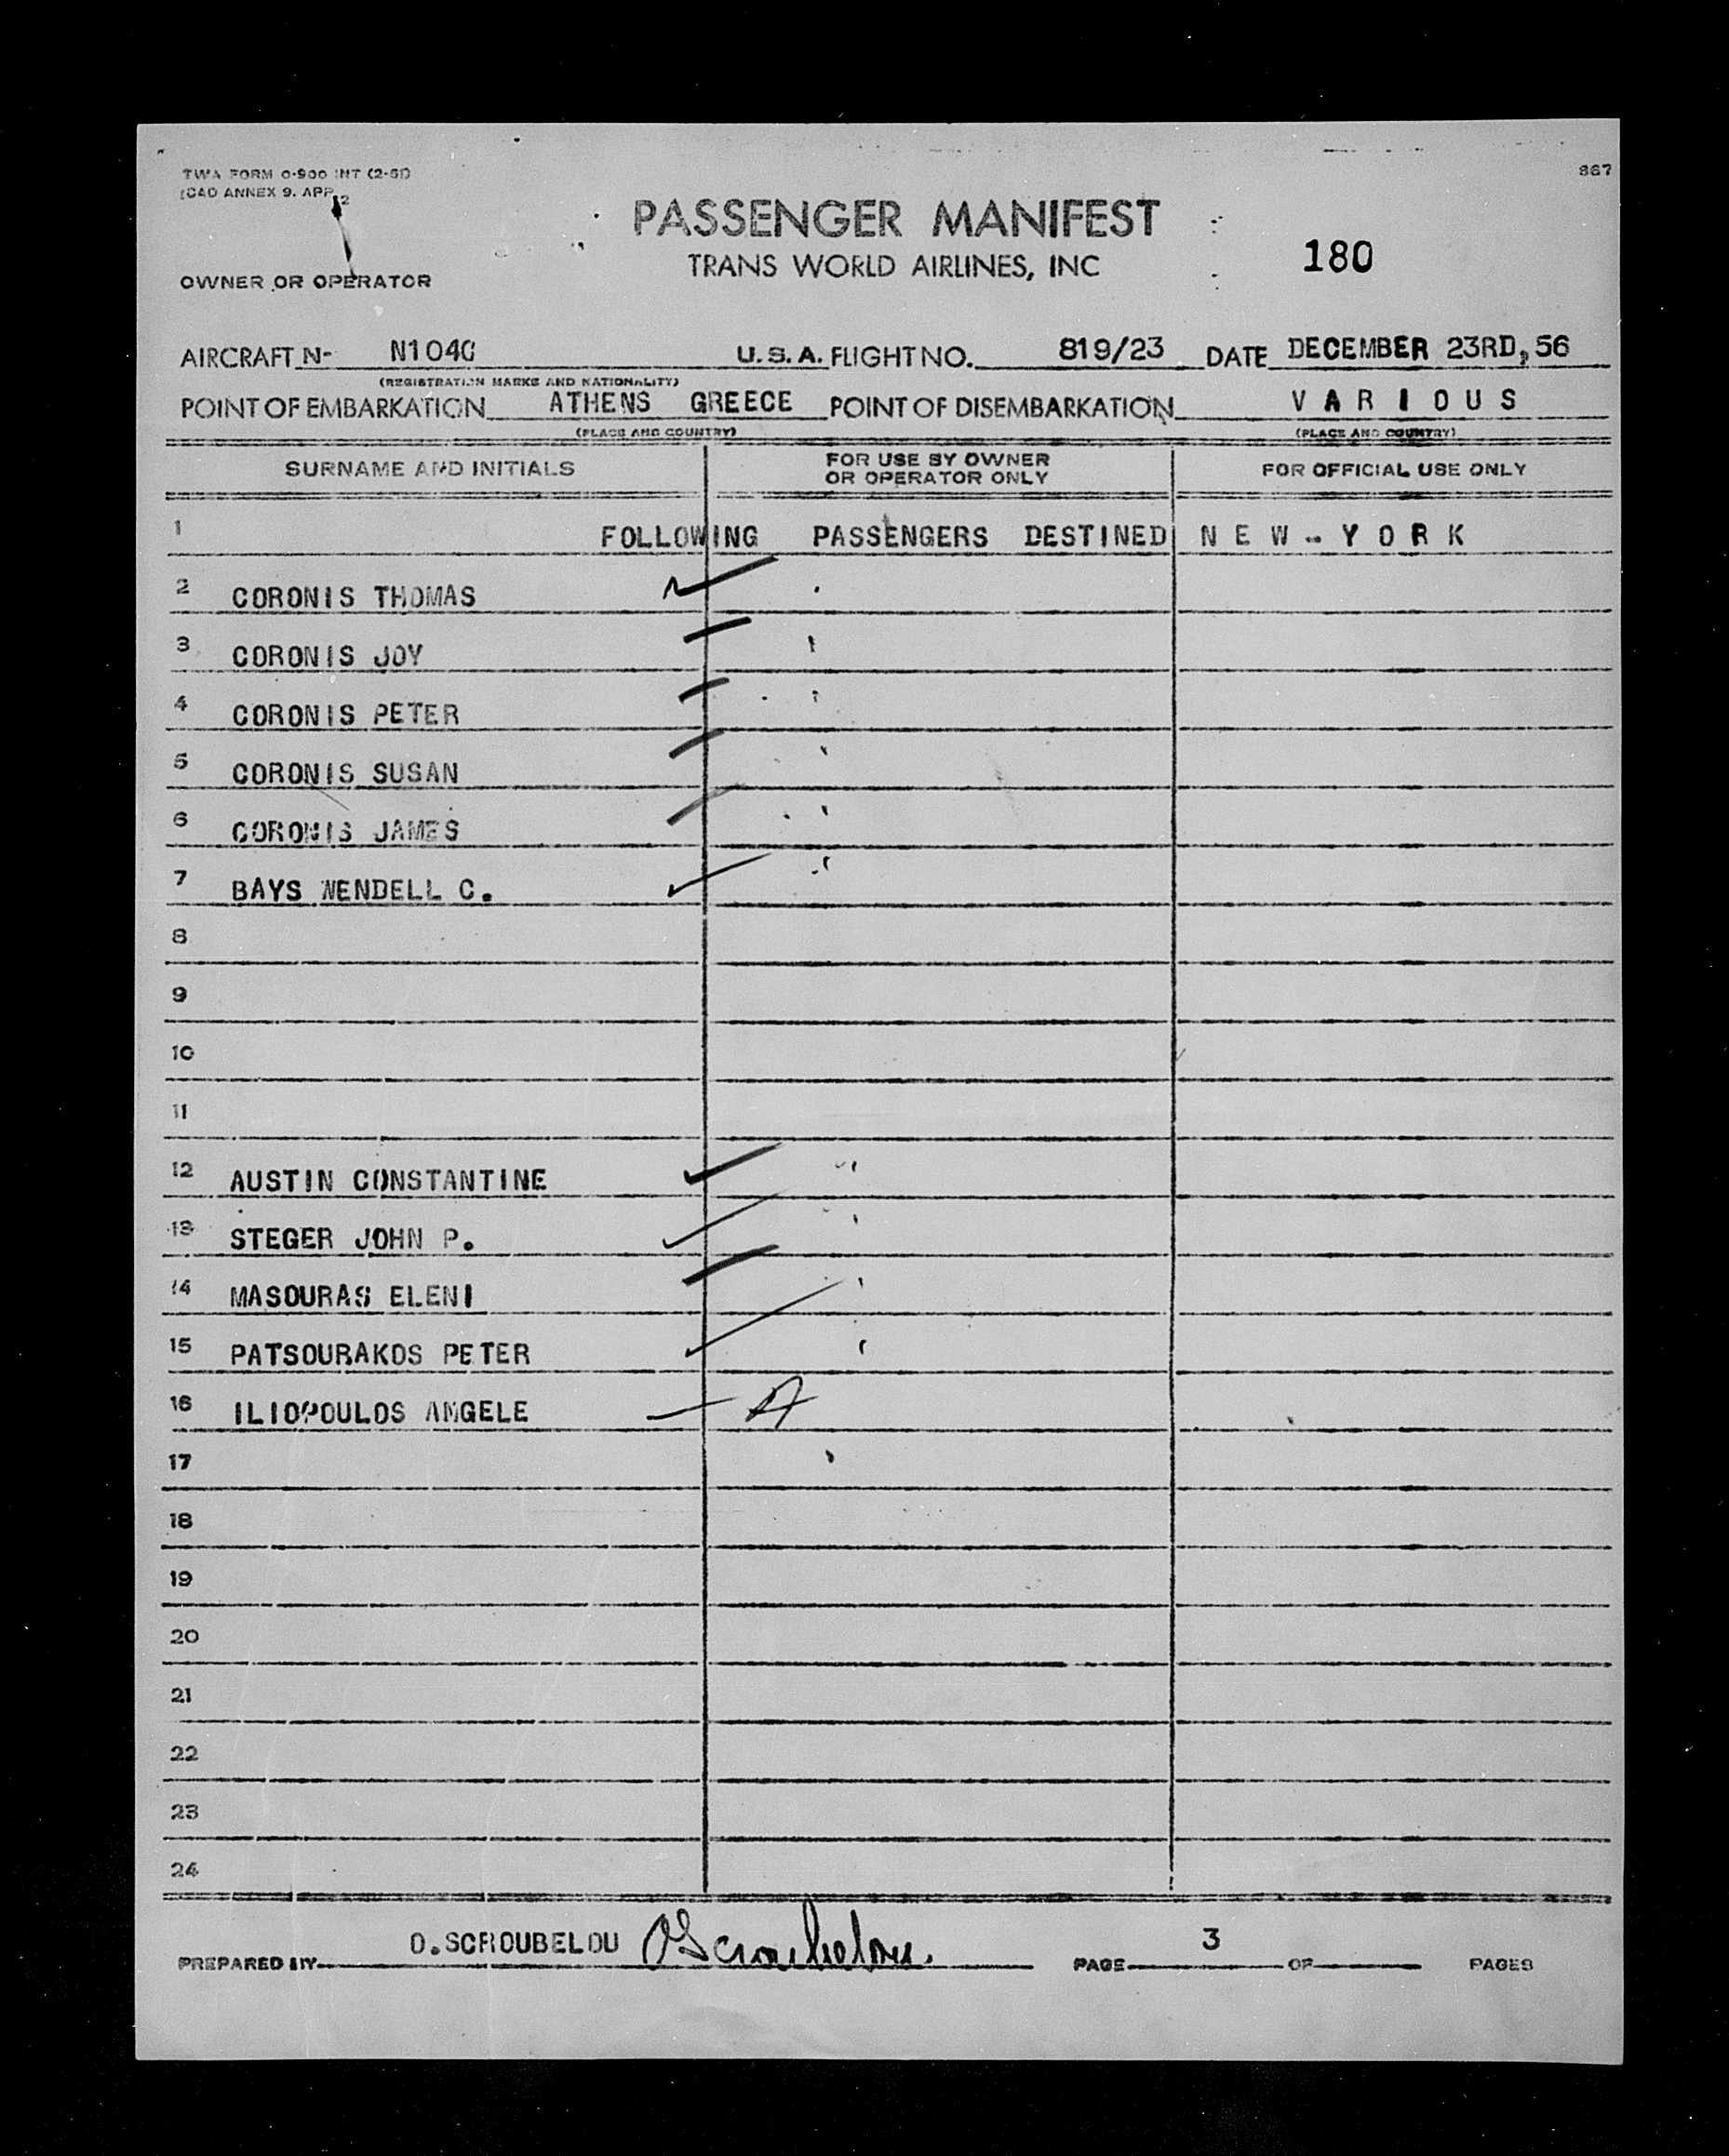 TWA FORM 0-900 INT (2-51)
ICAO ANNEX 9. APP. 2
867
PASSENGER MANIFEST
TRANS WORLD AIRLINES, INC
180
OWNER OR OPERATOR
AIRCRAFT N- N104G U.S.A. FLIGHT NO. 819/23 DATE DECEMBER 23RD, 56
(REGISTRATION MARKS AND NATIONALITY)
POINT OF EMBARKATION ATHENS GREECE POINT OF DISEMBARKATION V A R I O U S
(PLACE AND COUNTRY) (PLACE AND COUNTRY)
SURNAME AND INITIALS FOR USE BY OWNER OR OPERATOR ONLY FOR OFFICIAL USE ONLY
1 FOLLOWING PASSENGERS DESTINED N E W - Y O R K
2 CORONIS THOMAS
3 CORONIS JOY
4 CORONIS PETER
5 CORONIS SUSAN
6 CORONIS JAMES
7 BAYS WENDELL C.
8
9
10
11
12 AUSTIN CONSTANTINE
13 STEGER JOHN P.
14 MASOURAS ELENI
15 PATSOURAKOS PETER
16 ILIOPOULOS ANGELE A
17
18
19
20
21
22
23
24
PREPARED BY O.SCROUBELOU OScroubelou. PAGE 3 OF PAGES